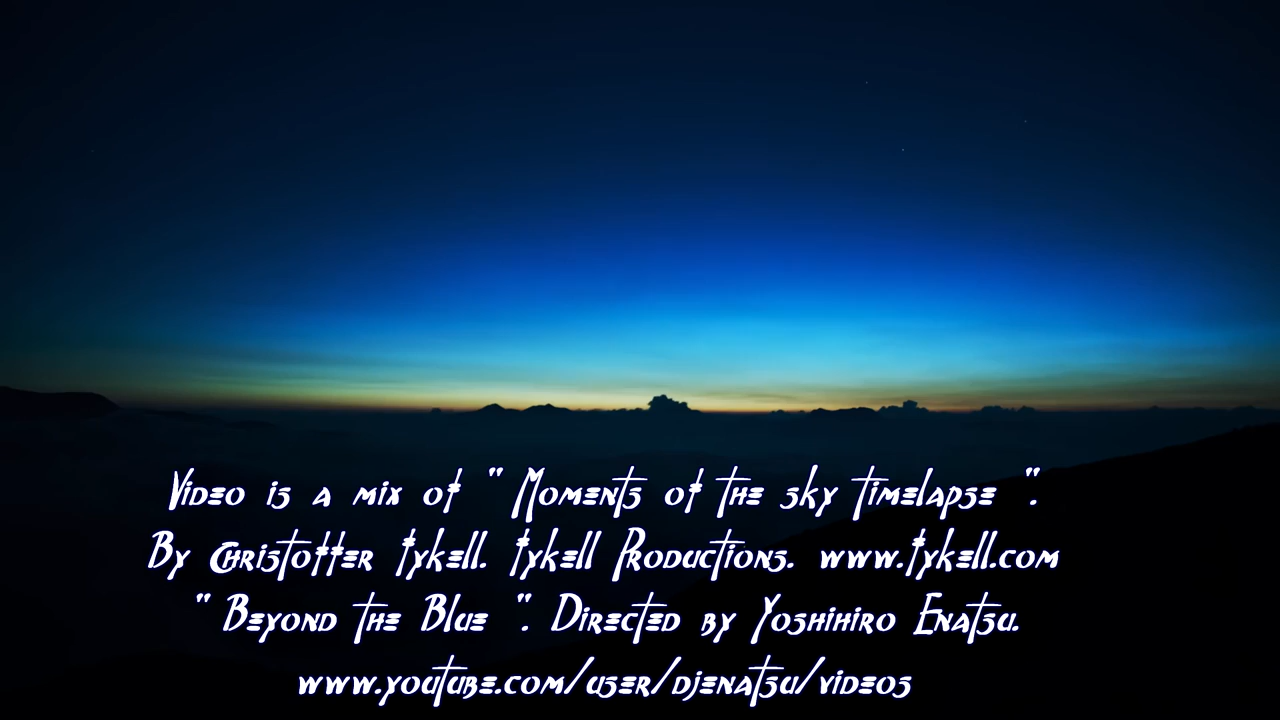 Video is a mix of " Moments of the sky timelapse ".
By Christoffer Fykell. Fykell Productions. www.fykell.com
" Beyond the Blue ". Directed by Yoshihiro Enatsu.
www.youtube.com/user/djenatsu/videos